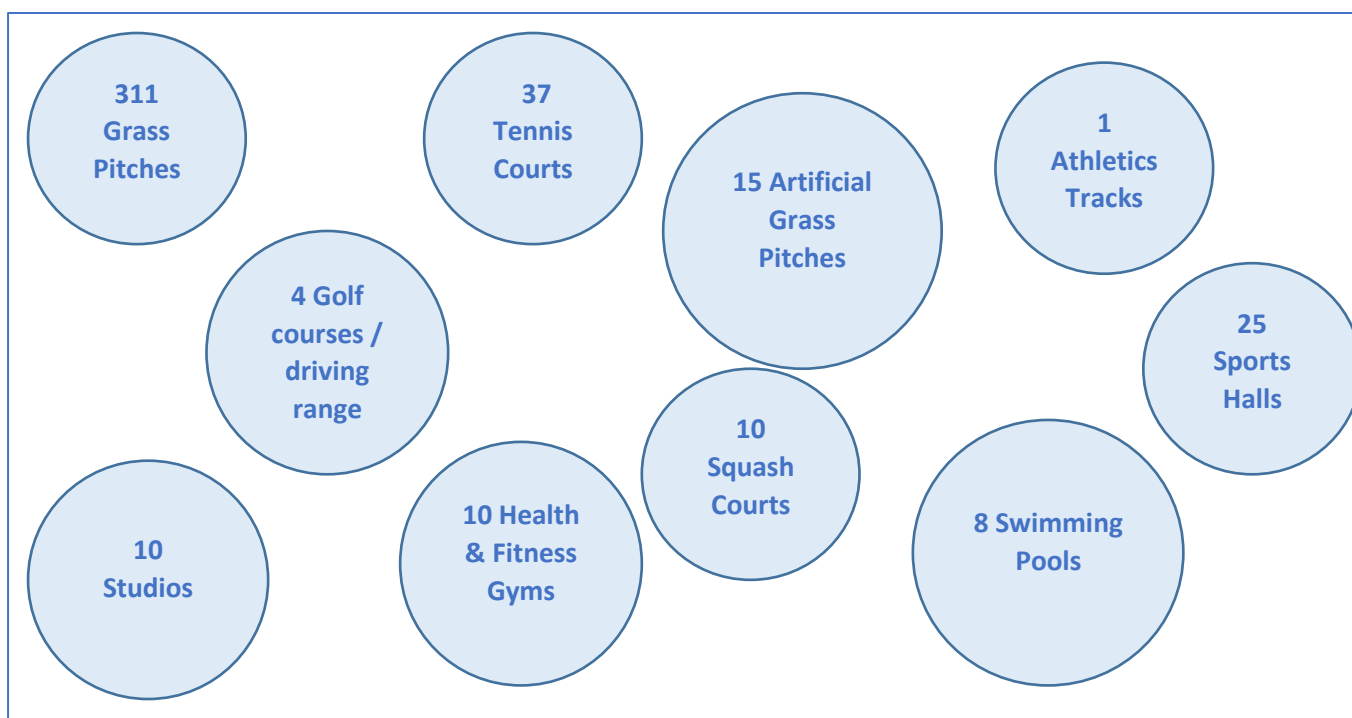 311
Grass
Pitches
37
Tennis
Courts
15 Artificial
Grass
Pitches
1
Athletics
Tracks
4 Golf
courses /
driving
range
25
Sports
Halls
10
Squash
Courts
10
Studios
10 Health
& Fitness
Gyms
8 Swimming
Pools